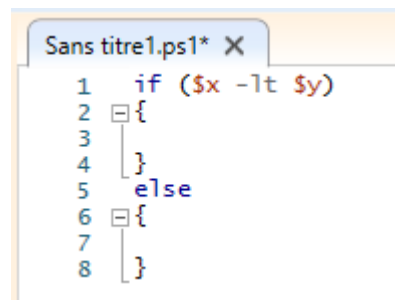 Sans titre1.ps1* X
1 if ($x -lt $y)
2 {
3
4 }
5 else
6 {
7
8 }